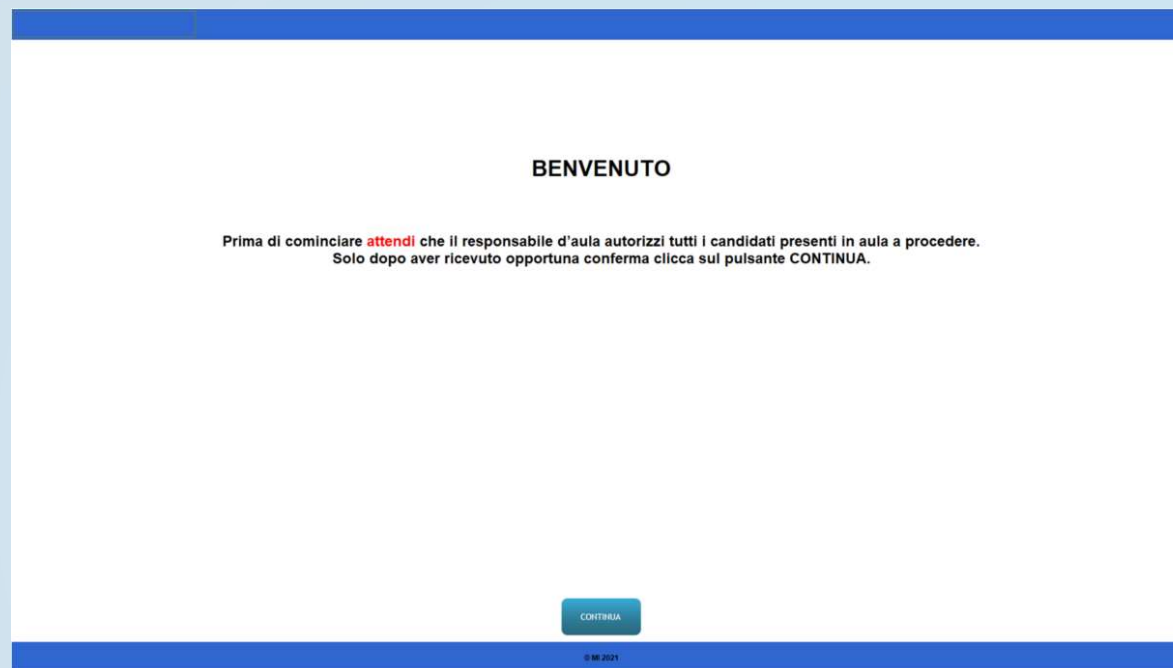 BENVENUTO
Prima di cominciare attendi che il responsabile d'aula autorizzi tutti i candidati presenti in aula a procedere.
Solo dopo aver ricevuto opportuna conferma clicca sul pulsante CONTINUA.
CONTINUA
© MI 2021